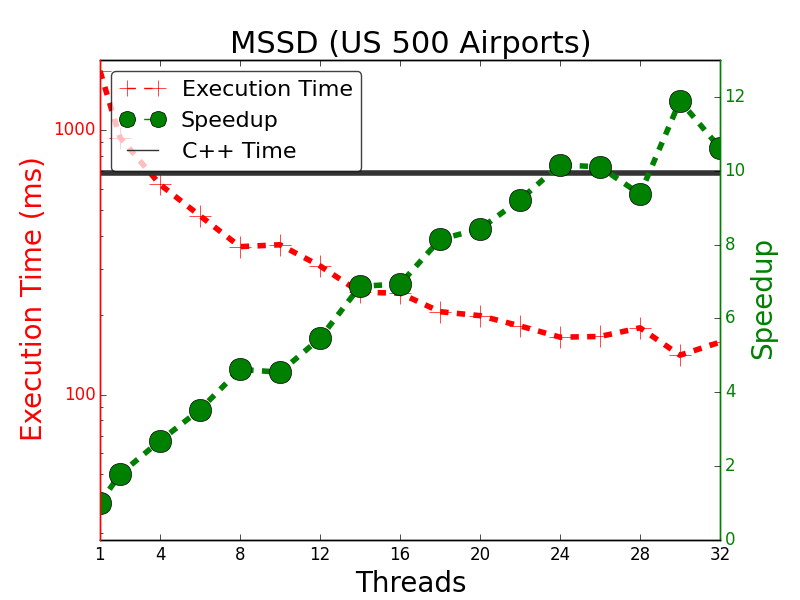 MSSD (US 500 Airports)
Execution Time
Speedup
C++ Time
Execution Time (ms)
1000
100
Speedup
12
10
8
6
4
2
0
1 4 8 12 16 20 24 28 32
Threads